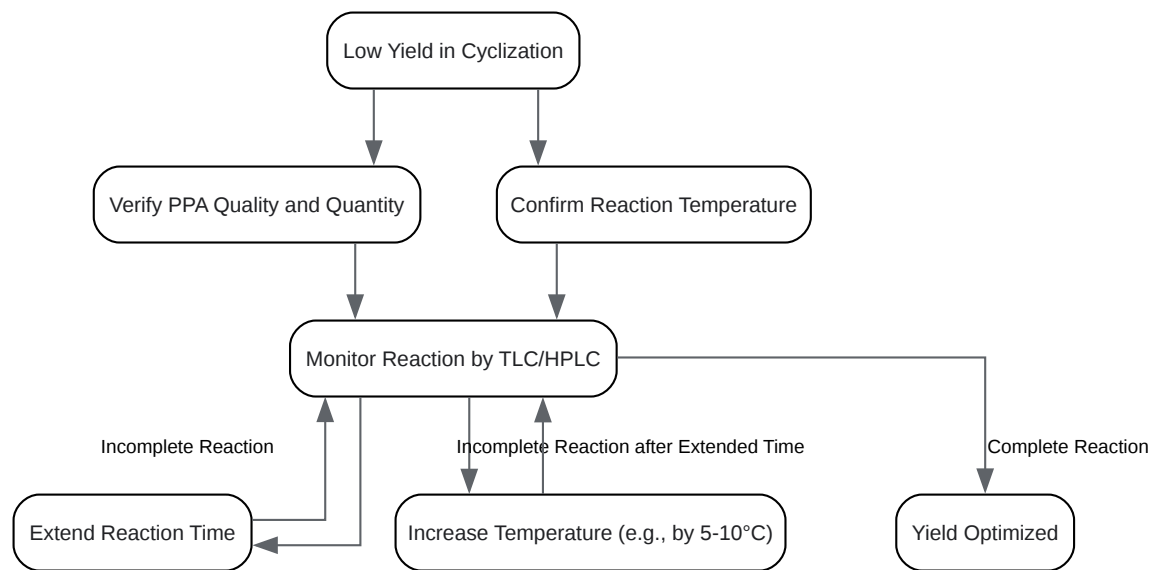 Low Yield in Cyclization
Verify PPA Quality and Quantity
Confirm Reaction Temperature
Monitor Reaction by TLC/HPLC
Incomplete Reaction
Incomplete Reaction after Extended Time
Complete Reaction
Extend Reaction Time
Increase Temperature (e.g., by 5-10°C)
Yield Optimized